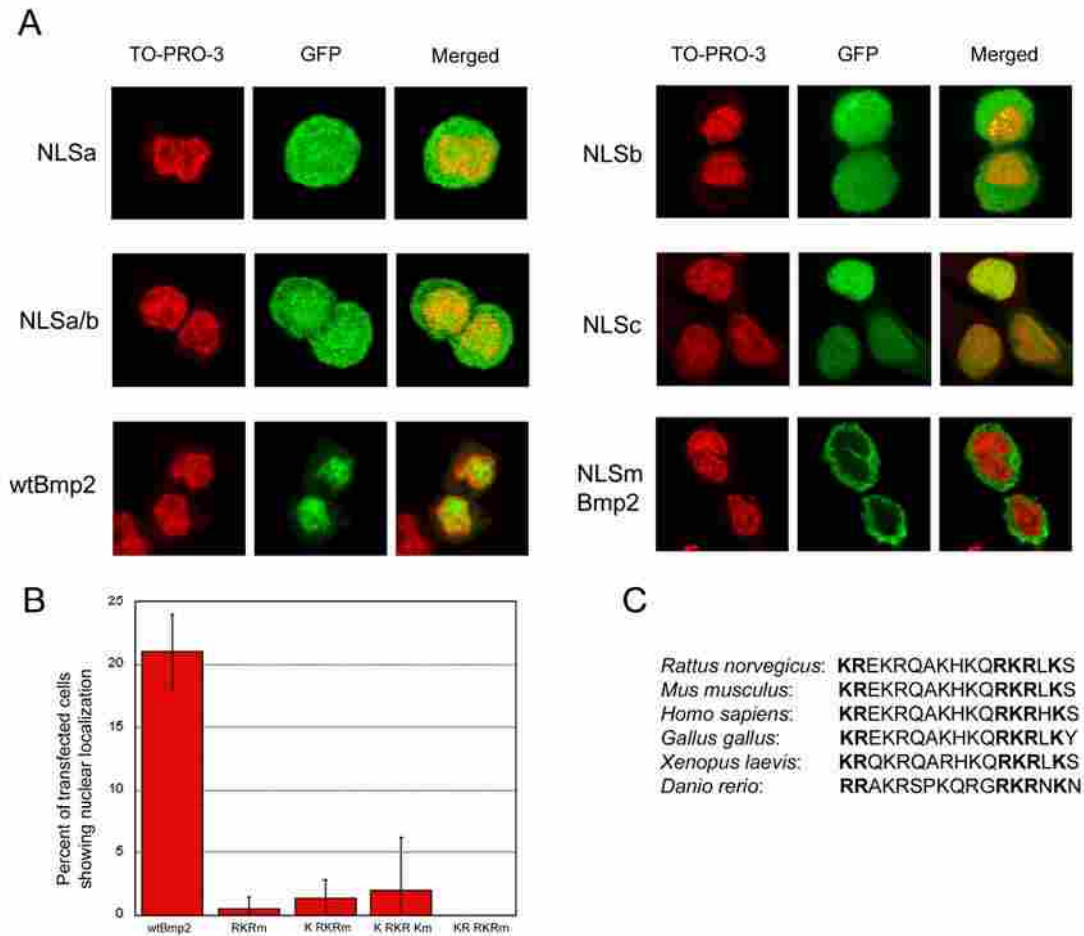 A
TO-PRO-3 GFP Merged
TO-PRO-3 GFP Merged
NLSa
NLSb
NLSa/b
NLSc
wtBmp2
NLSm
Bmp2
B
Percent of transfected cells
showing nuclear localization
25
20
15
10
5
0
wtBmp2 RKRm K RKRm K RKR Km KR RKRm
C
Rattus norvegicus: KREKRQAKHKQRKRLKS
Mus musculus: KREKRQAKHKQRKRLKS
Homo sapiens: KREKRQAKHKQRKRHKS
Gallus gallus: KREKRQAKHKQRKRLKY
Xenopus laevis: KRQKRQARHKQRKRLKS
Danio rerio: RRAKRSPKQRGRKRNKN